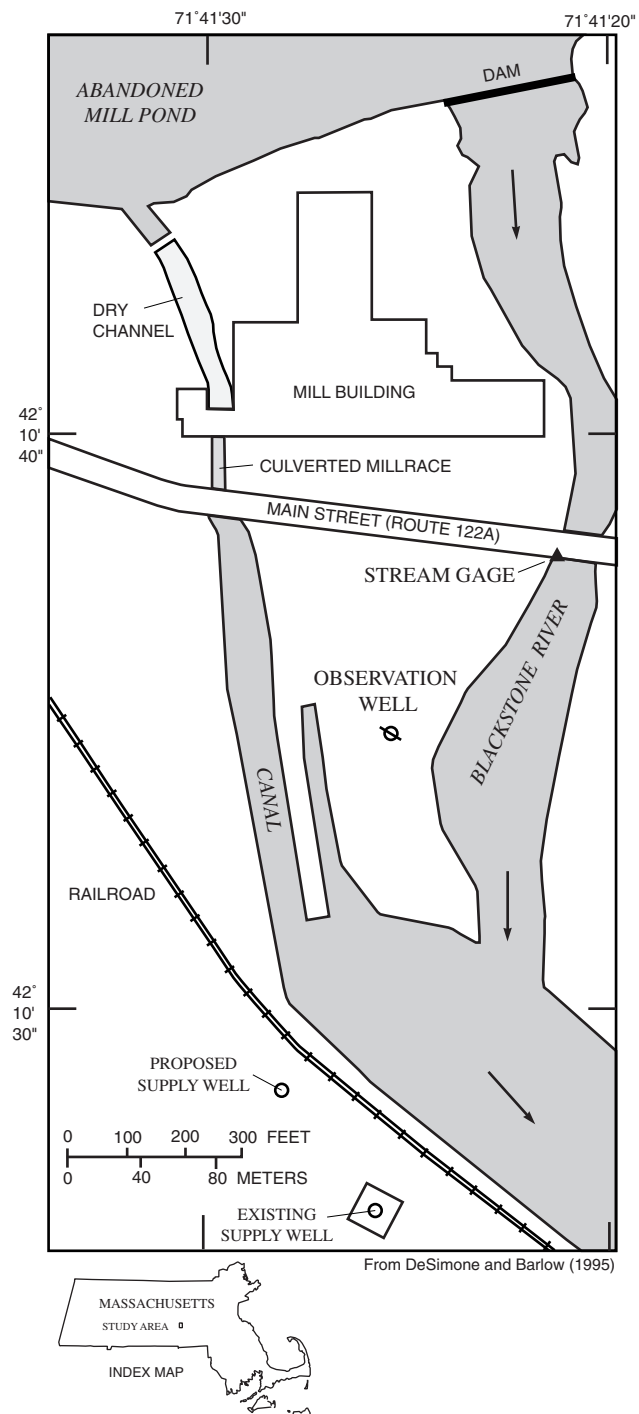 71˚41'30"
71˚41'20"
DAM
ABANDONED
MILL POND
DRY
CHANNEL
MILL BUILDING
42˚
10'
40"
CULVERTED MILLRACE
MAIN STREET (ROUTE 122A)
STREAM GAGE
OBSERVATION
WELL
BLACKSTONE RIVER
CANAL
RAILROAD
42˚
10'
30"
PROPOSED
SUPPLY WELL
0 100 200 300 FEET
0 40 80 METERS
EXISTING
SUPPLY WELL
From DeSimone and Barlow (1995)
MASSACHUSETTS
STUDY AREA
INDEX MAP